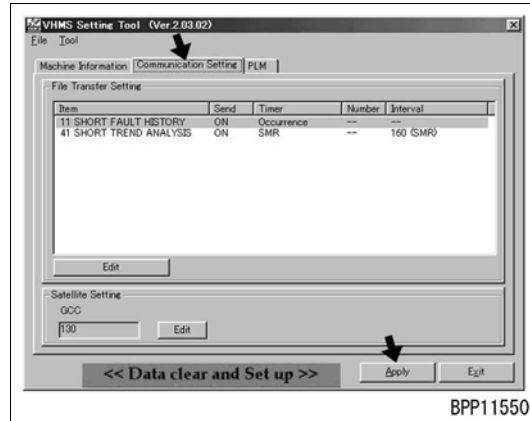 VHMS Setting Tool (Ver.2.03.02)
File Tool
Machine Information Communication Setting PLM
File Transfer Setting
Item Send Timer Number Interval
11 SHORT FAULT HISTORY ON Occurrence -- --
41 SHORT TREND ANALYSIS ON SMR -- 160 (SMR)
Edit
Satellite Setting
GCC
130 Edit
<< Data clear and Set up >> Apply Exit
BPP11550